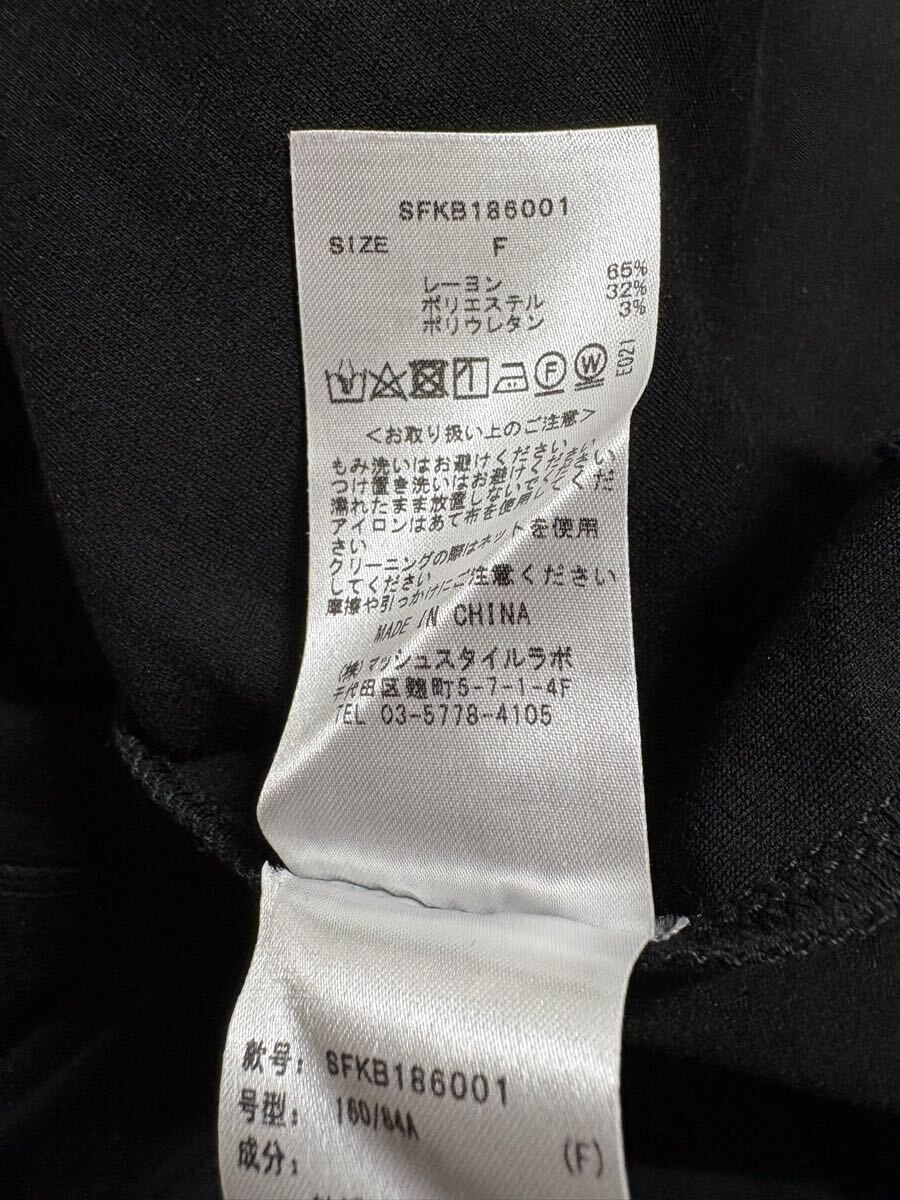 SFKB186001
SIZE F
レーヨン 65%
ポリエステル 32%
ポリウレタン 3%
F W E021
＜お取り扱い上のご注意＞
もみ洗いはお避けください
つけ置き洗いはお避けください
濡れたまま放置しないでください
アイロンはあて布を使用してくだ
さい
クリーニングの際はネットを使用
してください
摩擦や引っかけにご注意ください
MADE IN CHINA
(株)マッシュスタイルラボ
千代田区麹町5-7-1-4F
TEL 03-5778-4105
款号: SFKB186001
号型: 160/84A (F)
成分: